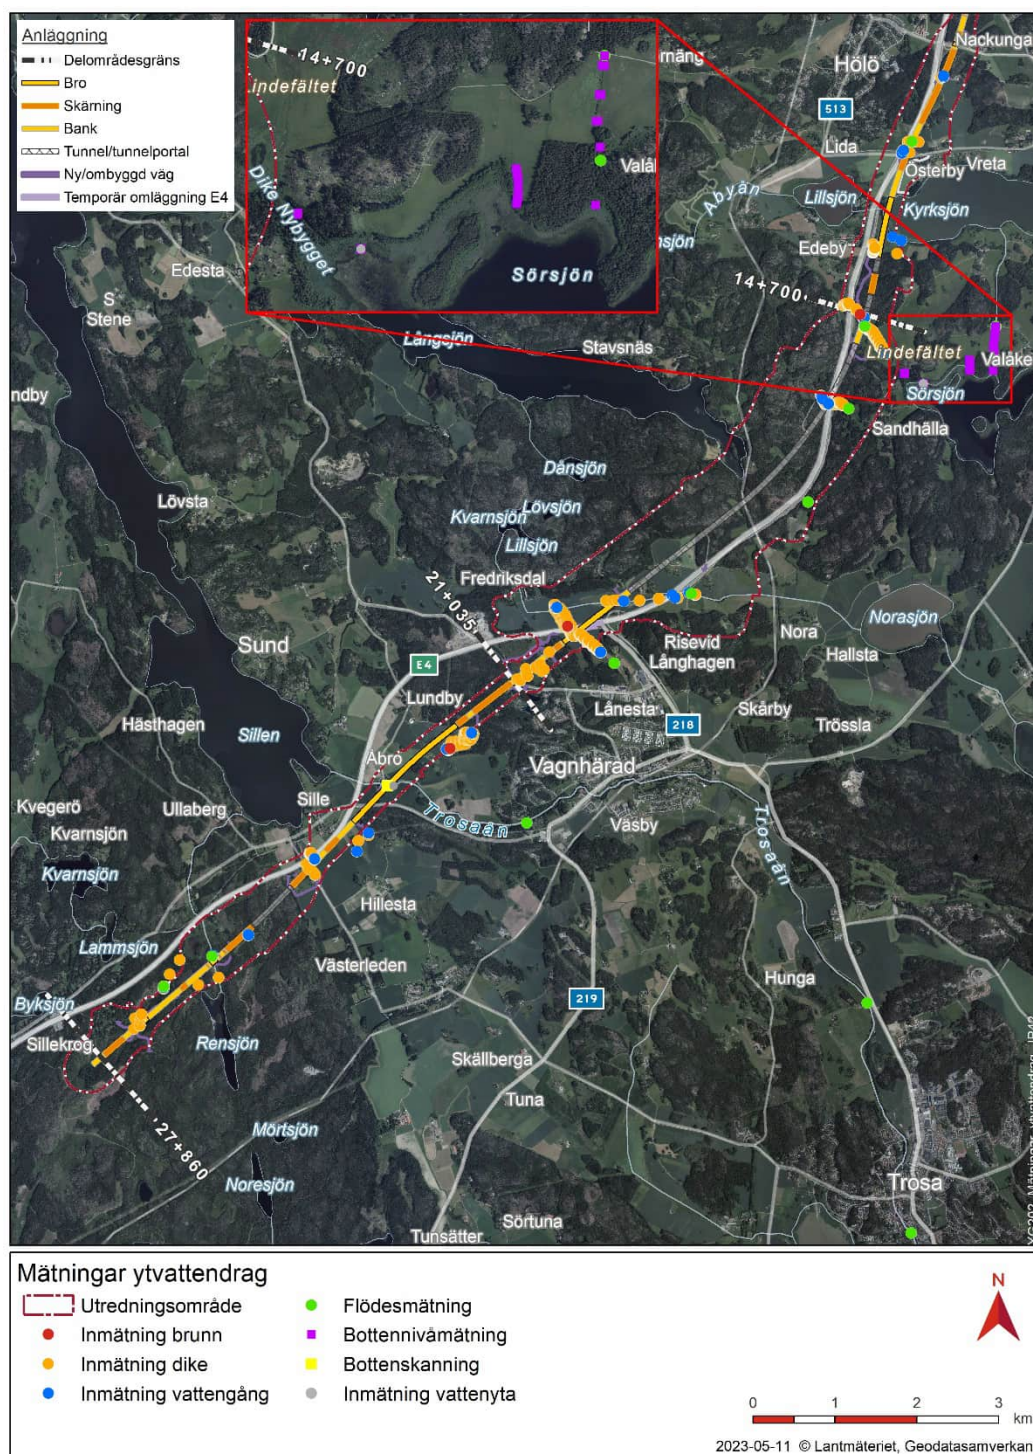 Anläggning
Delområdesgräns
Bro
Skärning
Bank
Tunnel/tunnelportal
Ny/ombyggd väg
Temporär omläggning E4
14+700
Lindefältet
Dike Nybygget
Sörsjön
Nackunga
Hölö
513
Lida
Vreta
Österby
Åbyån
Lillsjön
Kyrksjön
Edeby
14+700
Lindefältet
Sörsjön
Sandhälla
Edesta
S
Stene
Långsjön
Stavsnäs
Dånsjön
Lövsjön
Kvarnsjön
Lillsjön
Lövsta
Fredriksdal
21+035
Norasjön
Nora
Hallsta
Risevid
Långhagen
Sund
E4
Lundby
Lånesta
218
Skårby
Trössla
Hästhagen
Sillen
Åbro
Vagnhärad
Kvegerö
Ullaberg
Sille
Trosaån
Väsby
Trosaån
Kvarnsjön
Kvarnsjön
Hillesta
Lammsjön
Västerleden
Hunga
Byksjön
219
Sillekrog
Rensjön
Skällberga
Tuna
27+860
Mörtsjön
Noresjön
Trosa
Sörtuna
Tunsätter
Mätningar ytvattendrag
Utredningsområde
Inmätning brunn
Inmätning dike
Inmätning vattengång
Flödesmätning
Bottennivåmätning
Bottenskanning
Inmätning vattenyta
N
0 1 2 3
km
2023-05-11 © Lantmäteriet, Geodatasamverkan